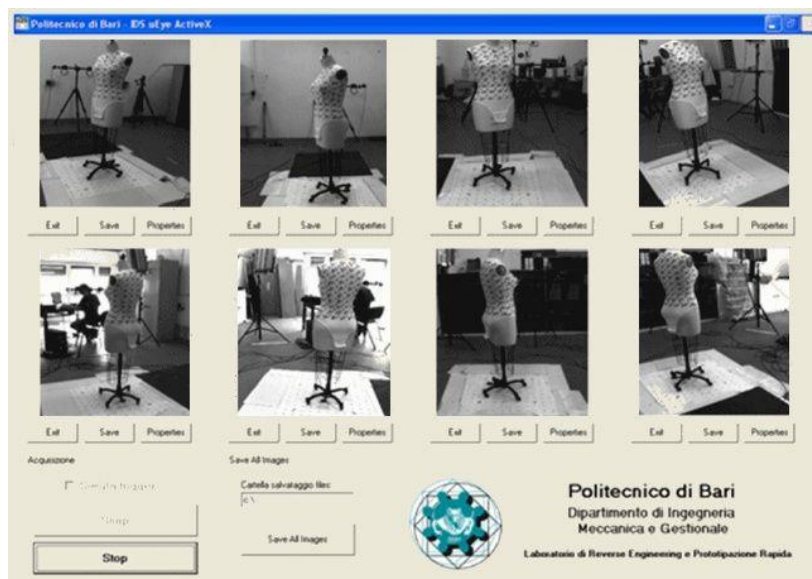 Politecnico di Bari - IDS uEye ActiveX
Exit Save Properties Exit Save Properties Exit Save Properties Exit Save Properties
Exit Save Properties Exit Save Properties Exit Save Properties Exit Save Properties
Acquisizione
Save All Images
Cartella salvataggio files:
c:\
Save All Images
Stop
Politecnico di Bari
Dipartimento di Ingegneria
Meccanica e Gestionale
Laboratorio di Reverse Engineering e Prototipazione Rapida